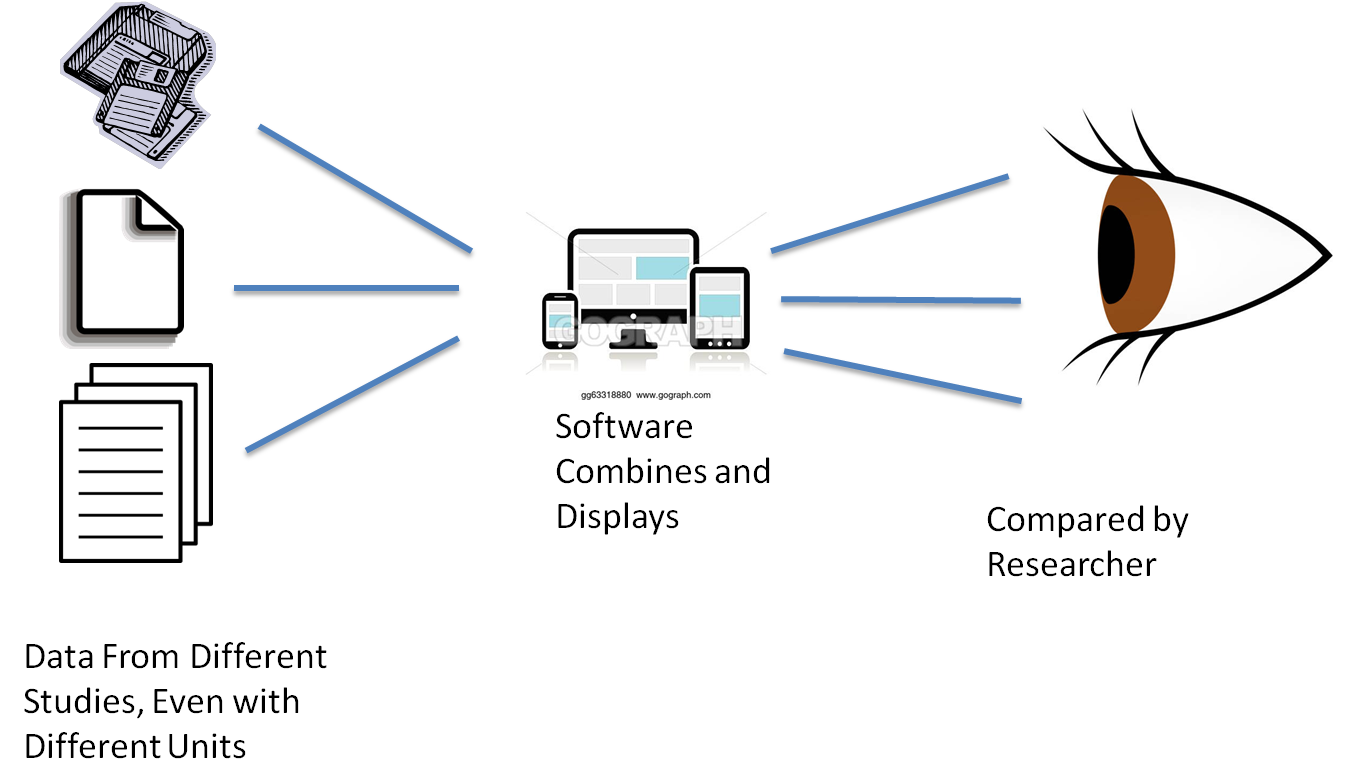 GOGRAPH
gg63318880 www.gograph.com
Software
Combines and
Displays
Compared by
Researcher
Data From Different
Studies, Even with
Different Units